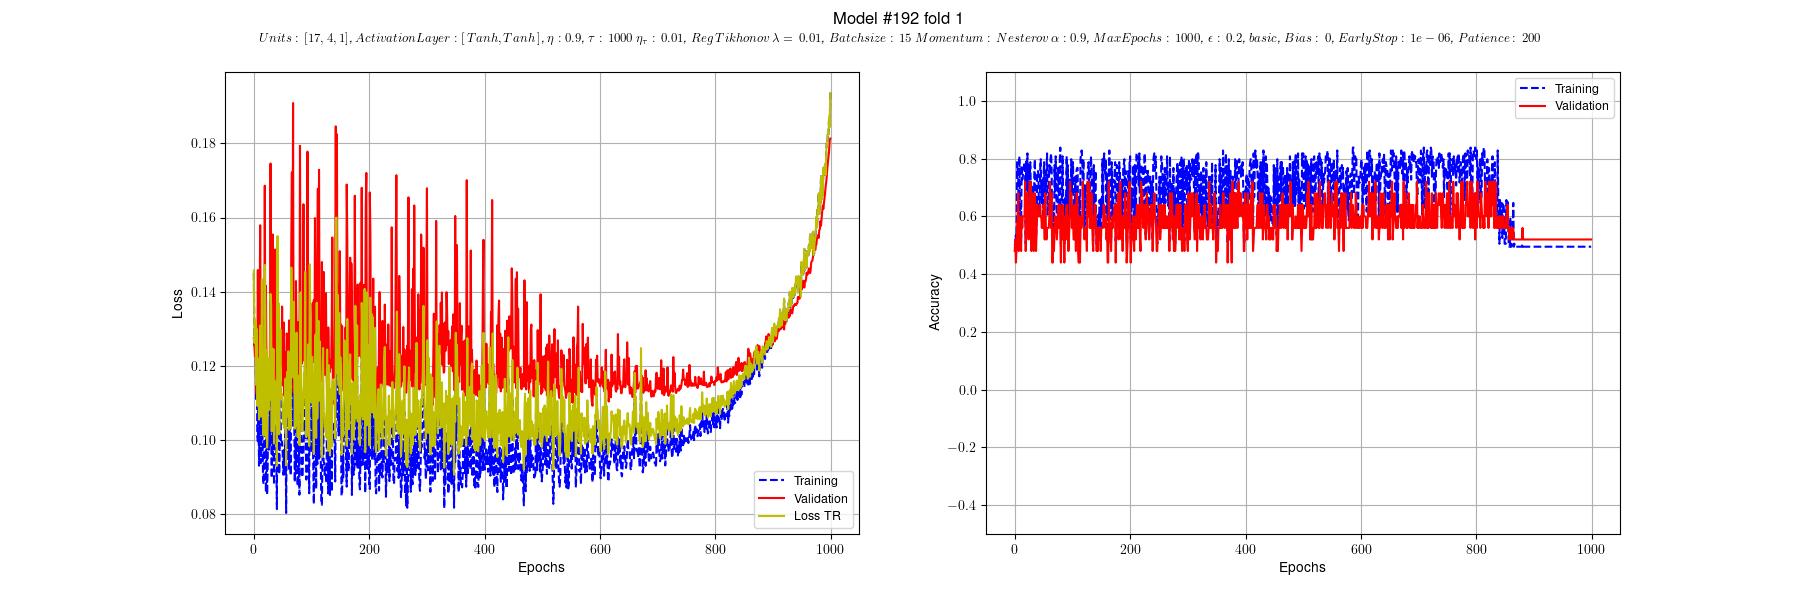 Model #192 fold 1
Units : [17, 4, 1], ActivationLayer : [Tanh, Tanh], η : 0.9, τ : 1000 η_τ : 0.01, RegTikhonov λ = 0.01, Batchsize : 15 Momentum : Nesterov α : 0.9, MaxEpochs : 1000, ϵ : 0.2, basic, Bias : 0, EarlyStop : 1e − 06, Patience : 200
0.18
0.16
0.14
0.12
0.10
0.08
Loss
0 200 400 600 800 1000
Epochs
Training
Validation
Loss TR
1.0
0.8
0.6
0.4
0.2
0.0
−0.2
−0.4
Accuracy
0 200 400 600 800 1000
Epochs
Training
Validation